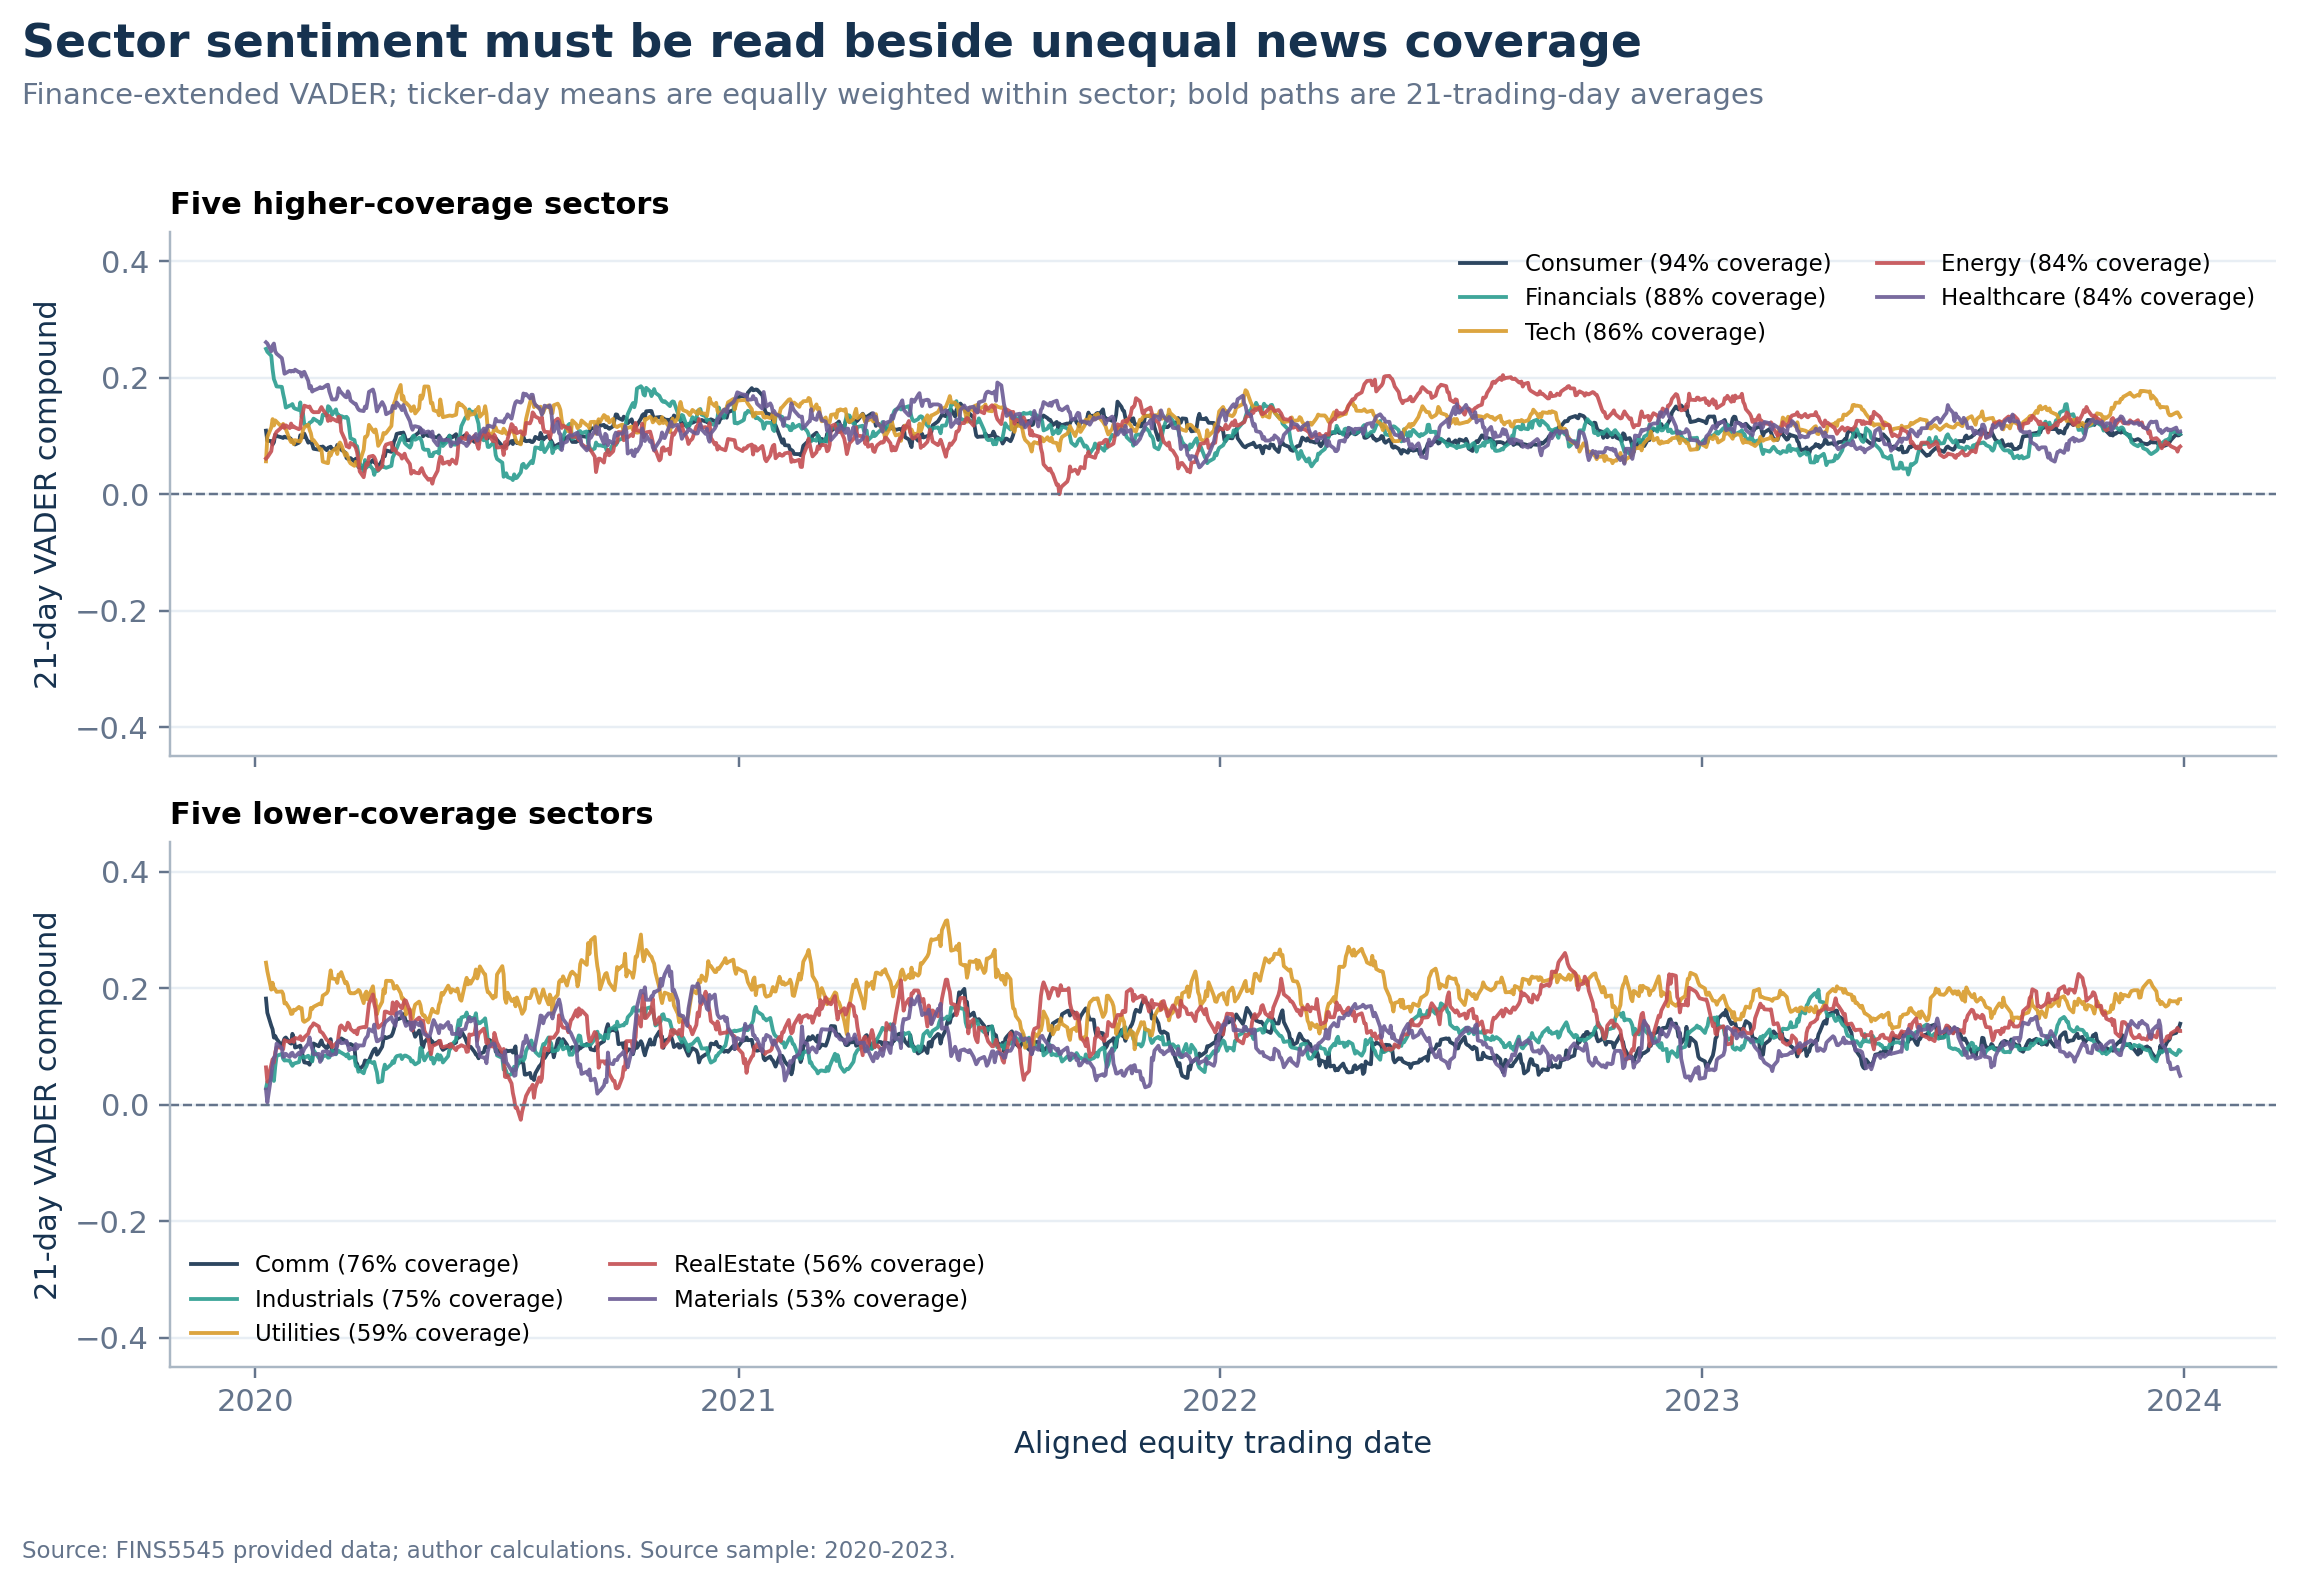 Sector sentiment must be read beside unequal news coverage
Finance-extended VADER; ticker-day means are equally weighted within sector; bold paths are 21-trading-day averages
Five higher-coverage sectors
21-day VADER compound
0.4
0.2
0.0
−0.2
−0.4
Consumer (94% coverage)
Financials (88% coverage)
Tech (86% coverage)
Energy (84% coverage)
Healthcare (84% coverage)
Five lower-coverage sectors
21-day VADER compound
0.4
0.2
0.0
−0.2
−0.4
Comm (76% coverage)
Industrials (75% coverage)
Utilities (59% coverage)
RealEstate (56% coverage)
Materials (53% coverage)
2020 2021 2022 2023 2024
Aligned equity trading date
Source: FINS5545 provided data; author calculations. Source sample: 2020-2023.